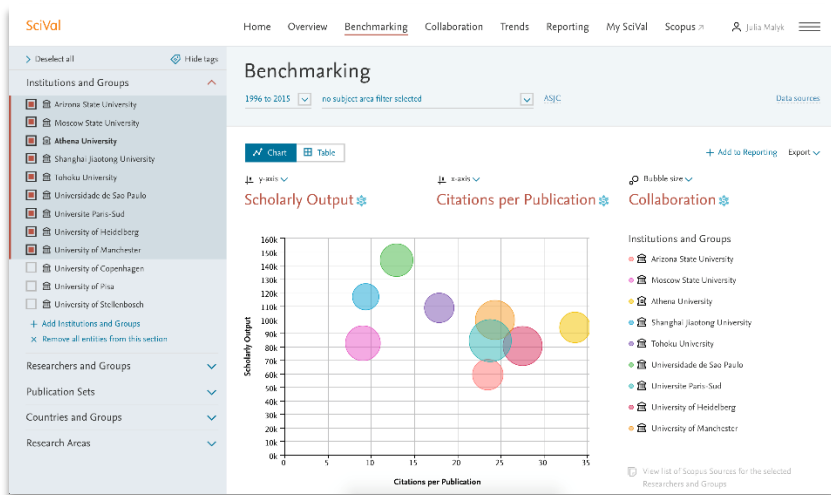 SciVal
Home Overview Benchmarking Collaboration Trends Reporting My SciVal Scopus Julia Malyk
Deselect all Hide tags
Institutions and Groups
Arizona State University
Moscow State University
Athena University
Shanghai Jiaotong University
Tohoku University
Universidade de Sao Paulo
Universite Paris-Sud
University of Heidelberg
University of Manchester
University of Copenhagen
University of Pisa
University of Stellenbosch
+ Add Institutions and Groups
× Remove all entities from this section
Researchers and Groups
Publication Sets
Countries and Groups
Research Areas
Benchmarking
1996 to 2015 no subject area filter selected ASJC Data sources
Chart Table
+ Add to Reporting Export
y-axis x-axis Bubble size
Scholarly Output Citations per Publication Collaboration
160k
150k
140k
130k
120k
110k
100k
90k
80k
70k
60k
50k
40k
30k
20k
10k
0k
Scholarly Output
0 5 10 15 20 25 30 35
Citations per Publication
Institutions and Groups
Arizona State University
Moscow State University
Athena University
Shanghai Jiaotong University
Tohoku University
Universidade de Sao Paulo
Universite Paris-Sud
University of Heidelberg
University of Manchester
View list of Scopus Sources for the selected
Researchers and Groups